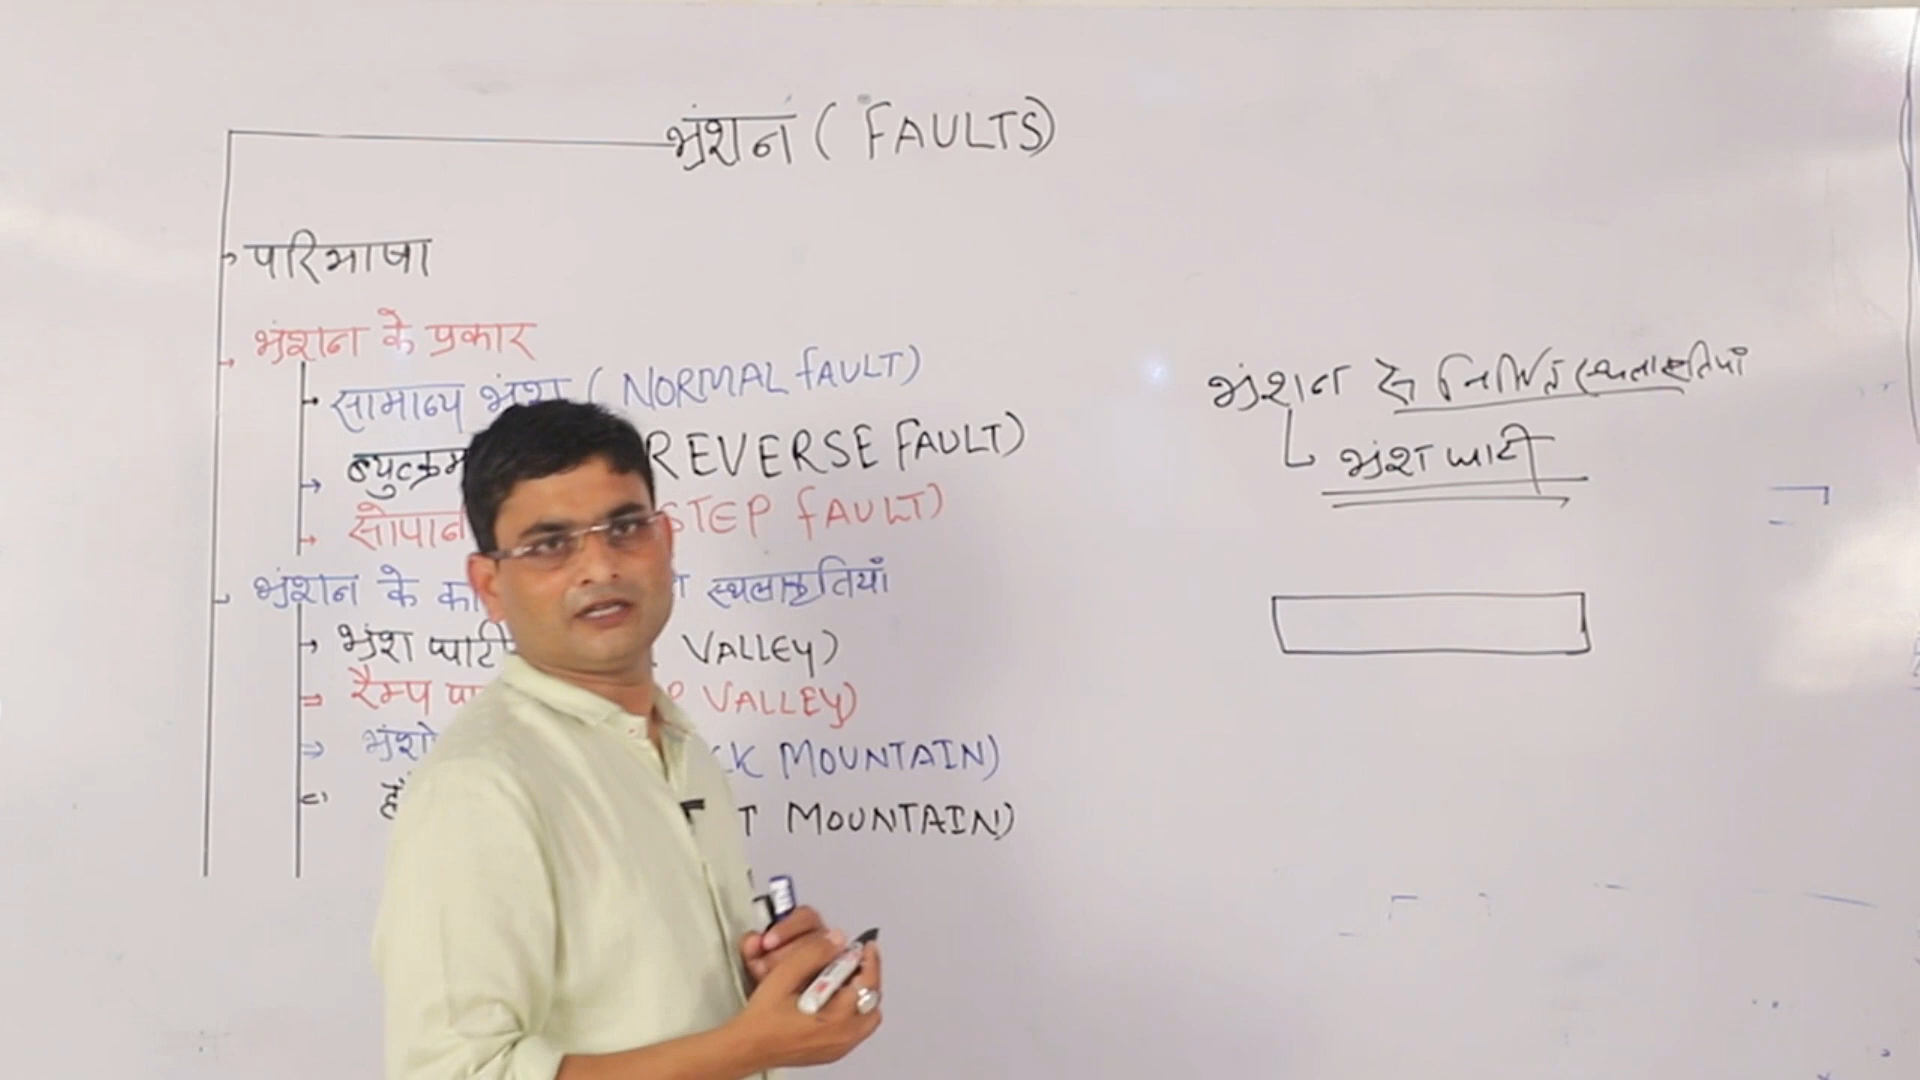 भ्रंशन ( FAULTS)
परिभाषा
भ्रंशन के प्रकार
सामान्य भ्रंश ( NORMAL FAULT)
व्युत्क्रम REVERSE FAULT)
सोपान STEP FAULT)
भ्रंशन के स्थलाकृतियाँ
भ्रंश घाटी VALLEY)
रैम्प VALLEY)
MOUNTAIN)
MOUNTAIN)
भ्रंशन से निर्मित स्थलाकृतियाँ
भ्रंश घाटी